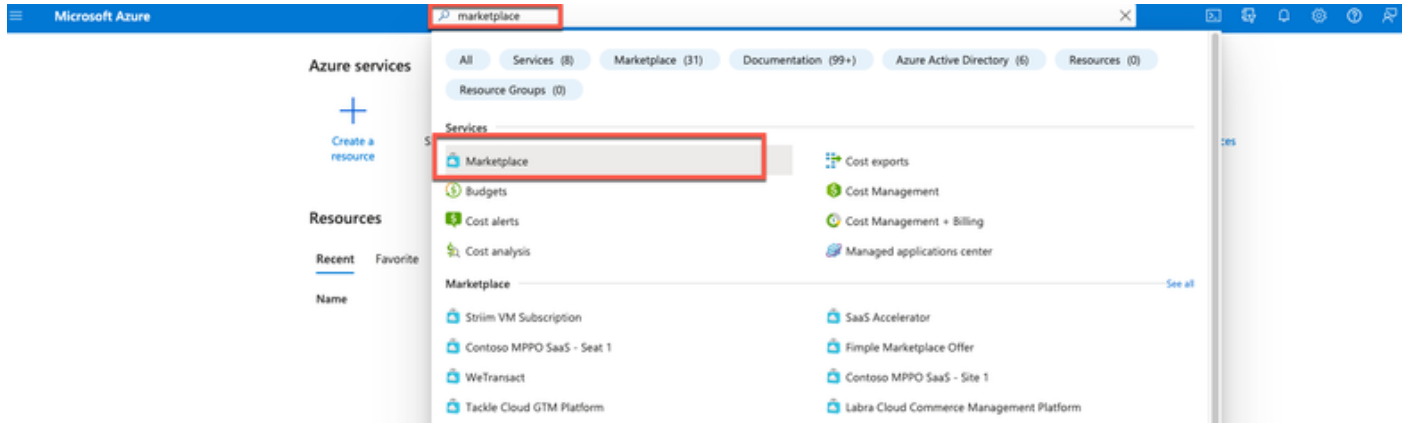 Microsoft Azure
marketplace
Azure services
Create a
resource
S
ces
Resources
Recent Favorite
Name
All Services (8) Marketplace (31) Documentation (99+) Azure Active Directory (6) Resources (0)
Resource Groups (0)
Services
Marketplace Cost exports
Budgets Cost Management
Cost alerts Cost Management + Billing
Cost analysis Managed applications center
Marketplace See all
Striim VM Subscription SaaS Accelerator
Contoso MPPO SaaS - Seat 1 Fimple Marketplace Offer
WeTransact Contoso MPPO SaaS - Site 1
Tackle Cloud GTM Platform Labra Cloud Commerce Management Platform